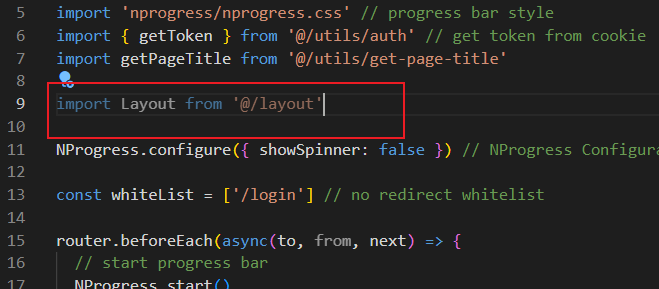 5 import 'nprogress/nprogress.css' // progress bar style
6 import { getToken } from '@/utils/auth' // get token from cookie
7 import getPageTitle from '@/utils/get-page-title'
8
9 import Layout from '@/layout'
10
11 NProgress.configure({ showSpinner: false }) // NProgress Configura
12
13 const whiteList = ['/login'] // no redirect whitelist
14
15 router.beforeEach(async(to, from, next) => {
16 // start progress bar
17 NProgress.start()